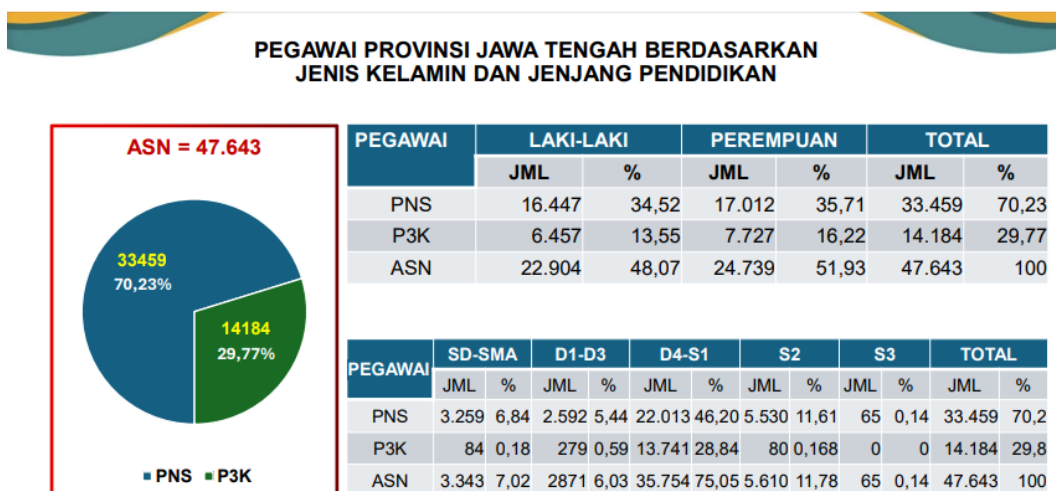 PEGAWAI PROVINSI JAWA TENGAH BERDASARKAN
JENIS KELAMIN DAN JENJANG PENDIDIKAN
ASN = 47.643
33459
70,23%
14184
29,77%
PNS P3K
PEGAWAI LAKI-LAKI PEREMPUAN TOTAL
JML % JML % JML %
PNS 16.447 34,52 17.012 35,71 33.459 70,23
P3K 6.457 13,55 7.727 16,22 14.184 29,77
ASN 22.904 48,07 24.739 51,93 47.643 100
PEGAWAI SD-SMA D1-D3 D4-S1 S2 S3 TOTAL
JML % JML % JML % JML % JML % JML %
PNS 3.259 6,84 2.592 5,44 22.013 46,20 5.530 11,61 65 0,14 33.459 70,2
P3K 84 0,18 279 0,59 13.741 28,84 80 0,168 0 0 14.184 29,8
ASN 3.343 7,02 2871 6,03 35.754 75,05 5.610 11,78 65 0,14 47.643 100